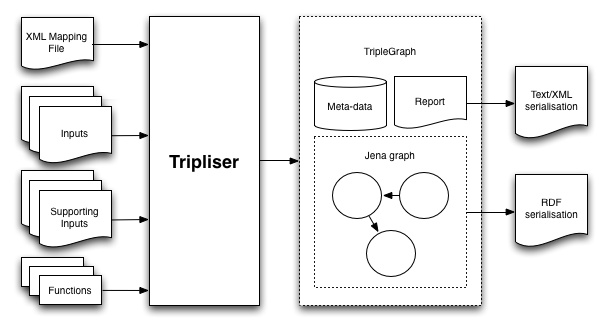 XML Mapping
File
Inputs
Supporting
Inputs
Functions
Tripliser
TripleGraph
Meta-data
Report
Jena graph
Text/XML
serialisation
RDF
serialisation